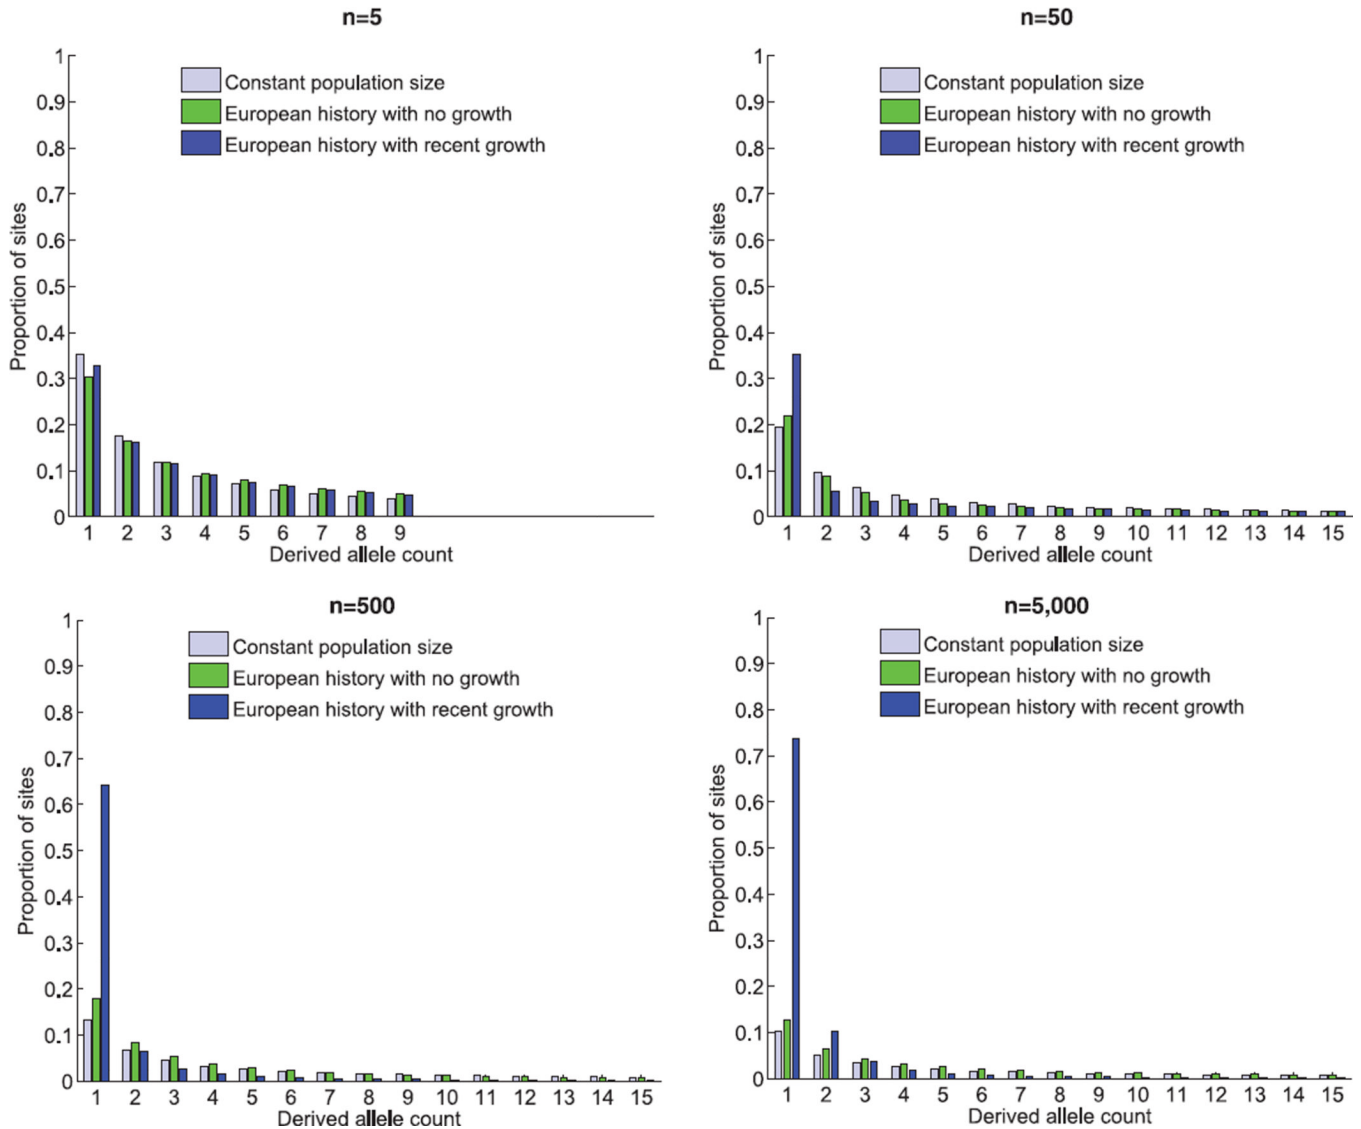 n=5
1
0.9
0.8
0.7
0.6
0.5
0.4
0.3
0.2
0.1
0
Proportion of sites
Constant population size
European history with no growth
European history with recent growth
1 2 3 4 5 6 7 8 9
Derived allele count
n=50
1
0.9
0.8
0.7
0.6
0.5
0.4
0.3
0.2
0.1
0
Proportion of sites
Constant population size
European history with no growth
European history with recent growth
1 2 3 4 5 6 7 8 9 10 11 12 13 14 15
Derived allele count
n=500
1
0.9
0.8
0.7
0.6
0.5
0.4
0.3
0.2
0.1
0
Proportion of sites
Constant population size
European history with no growth
European history with recent growth
1 2 3 4 5 6 7 8 9 10 11 12 13 14 15
Derived allele count
n=5,000
1
0.9
0.8
0.7
0.6
0.5
0.4
0.3
0.2
0.1
0
Proportion of sites
Constant population size
European history with no growth
European history with recent growth
1 2 3 4 5 6 7 8 9 10 11 12 13 14 15
Derived allele count